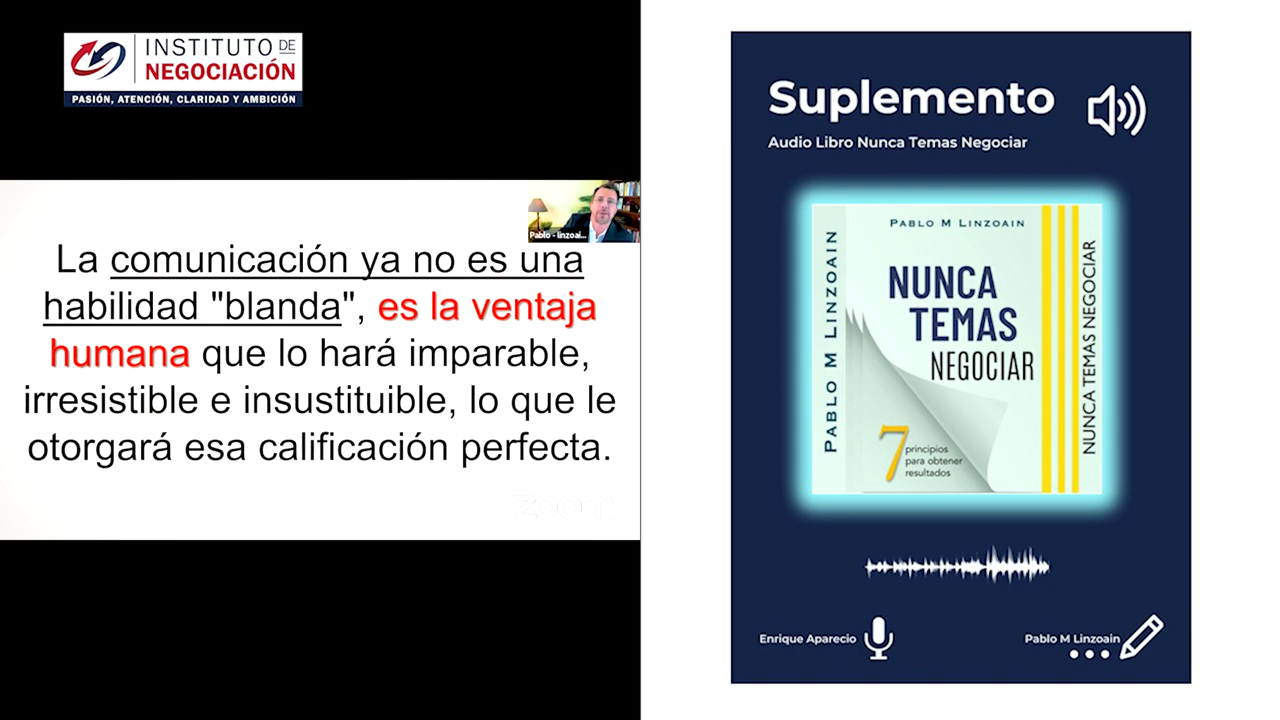 INSTITUTO DE
NEGOCIACIÓN
PASIÓN, ATENCIÓN, CLARIDAD Y AMBICIÓN
Pablo - linzoai...
La comunicación ya no es una
habilidad "blanda", es la ventaja
humana que lo hará imparable,
irresistible e insustituible, lo que le
otorgará esa calificación perfecta.
zoom
Suplemento
Audio Libro Nunca Temas Negociar
PABLO M LINZOAIN
PABLO M LINZOAIN
NUNCA
TEMAS
NEGOCIAR
7 principios
para obtener
resultados
NUNCA TEMAS NEGOCIAR
Enrique Aparecio
Pablo M Linzoain